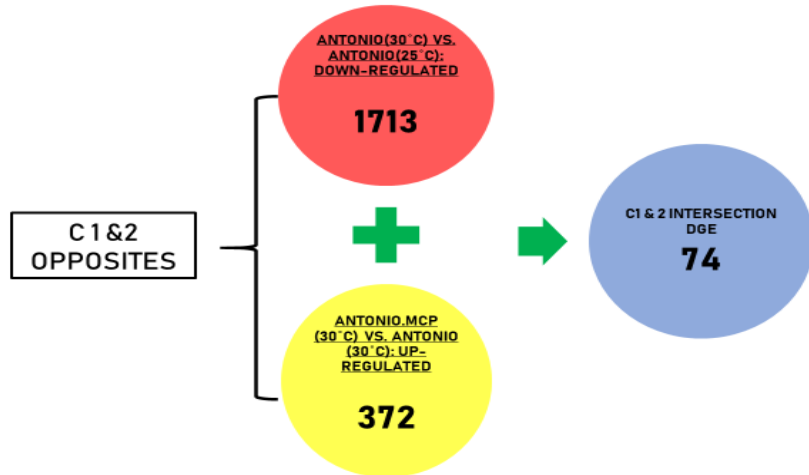 ANTONIO(30°C) VS.
ANTONIO(25°C):
DOWN-REGULATED
1713
C 1 &2
OPPOSITES
C1 & 2 INTERSECTION
DGE
74
ANTONIO.MCP
(30°C) VS. ANTONIO
(30°C): UP-
REGULATED
372